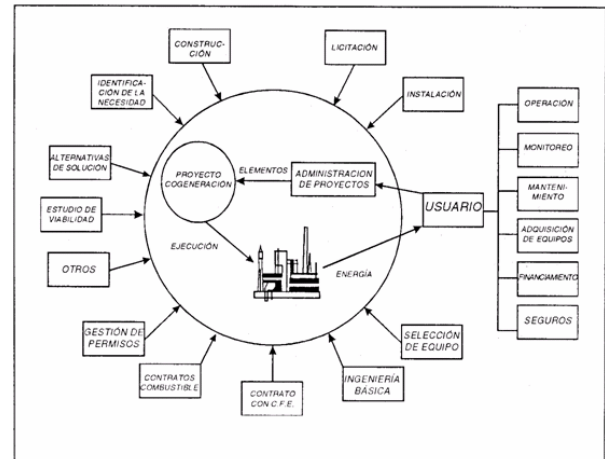 CONSTRUC-
CIÓN
LICITACIÓN
IDENTIFICA-
CIÓN DE LA
NECESIDAD
INSTALACIÓN
OPERACIÓN
MONITOREO
ALTERNATIVAS
DE SOLUCIÓN
PROYECTO
COGENERACIÓN
ELEMENTOS
ADMINISTRACION
DE PROYECTOS
MANTENI-
MIENTO
USUARIO
ESTUDIO DE
VIABILIDAD
ADQUISICIÓN
DE EQUIPOS
EJECUCIÓN
OTROS
ENERGÍA
FINANCIAMIENTO
GESTIÓN DE
PERMISOS
SELECCIÓN
DE EQUIPO
SEGUROS
CONTRATOS
COMBUSTIBLE
CONTRATO
CON C.F.E.
INGENIERÍA
BÁSICA